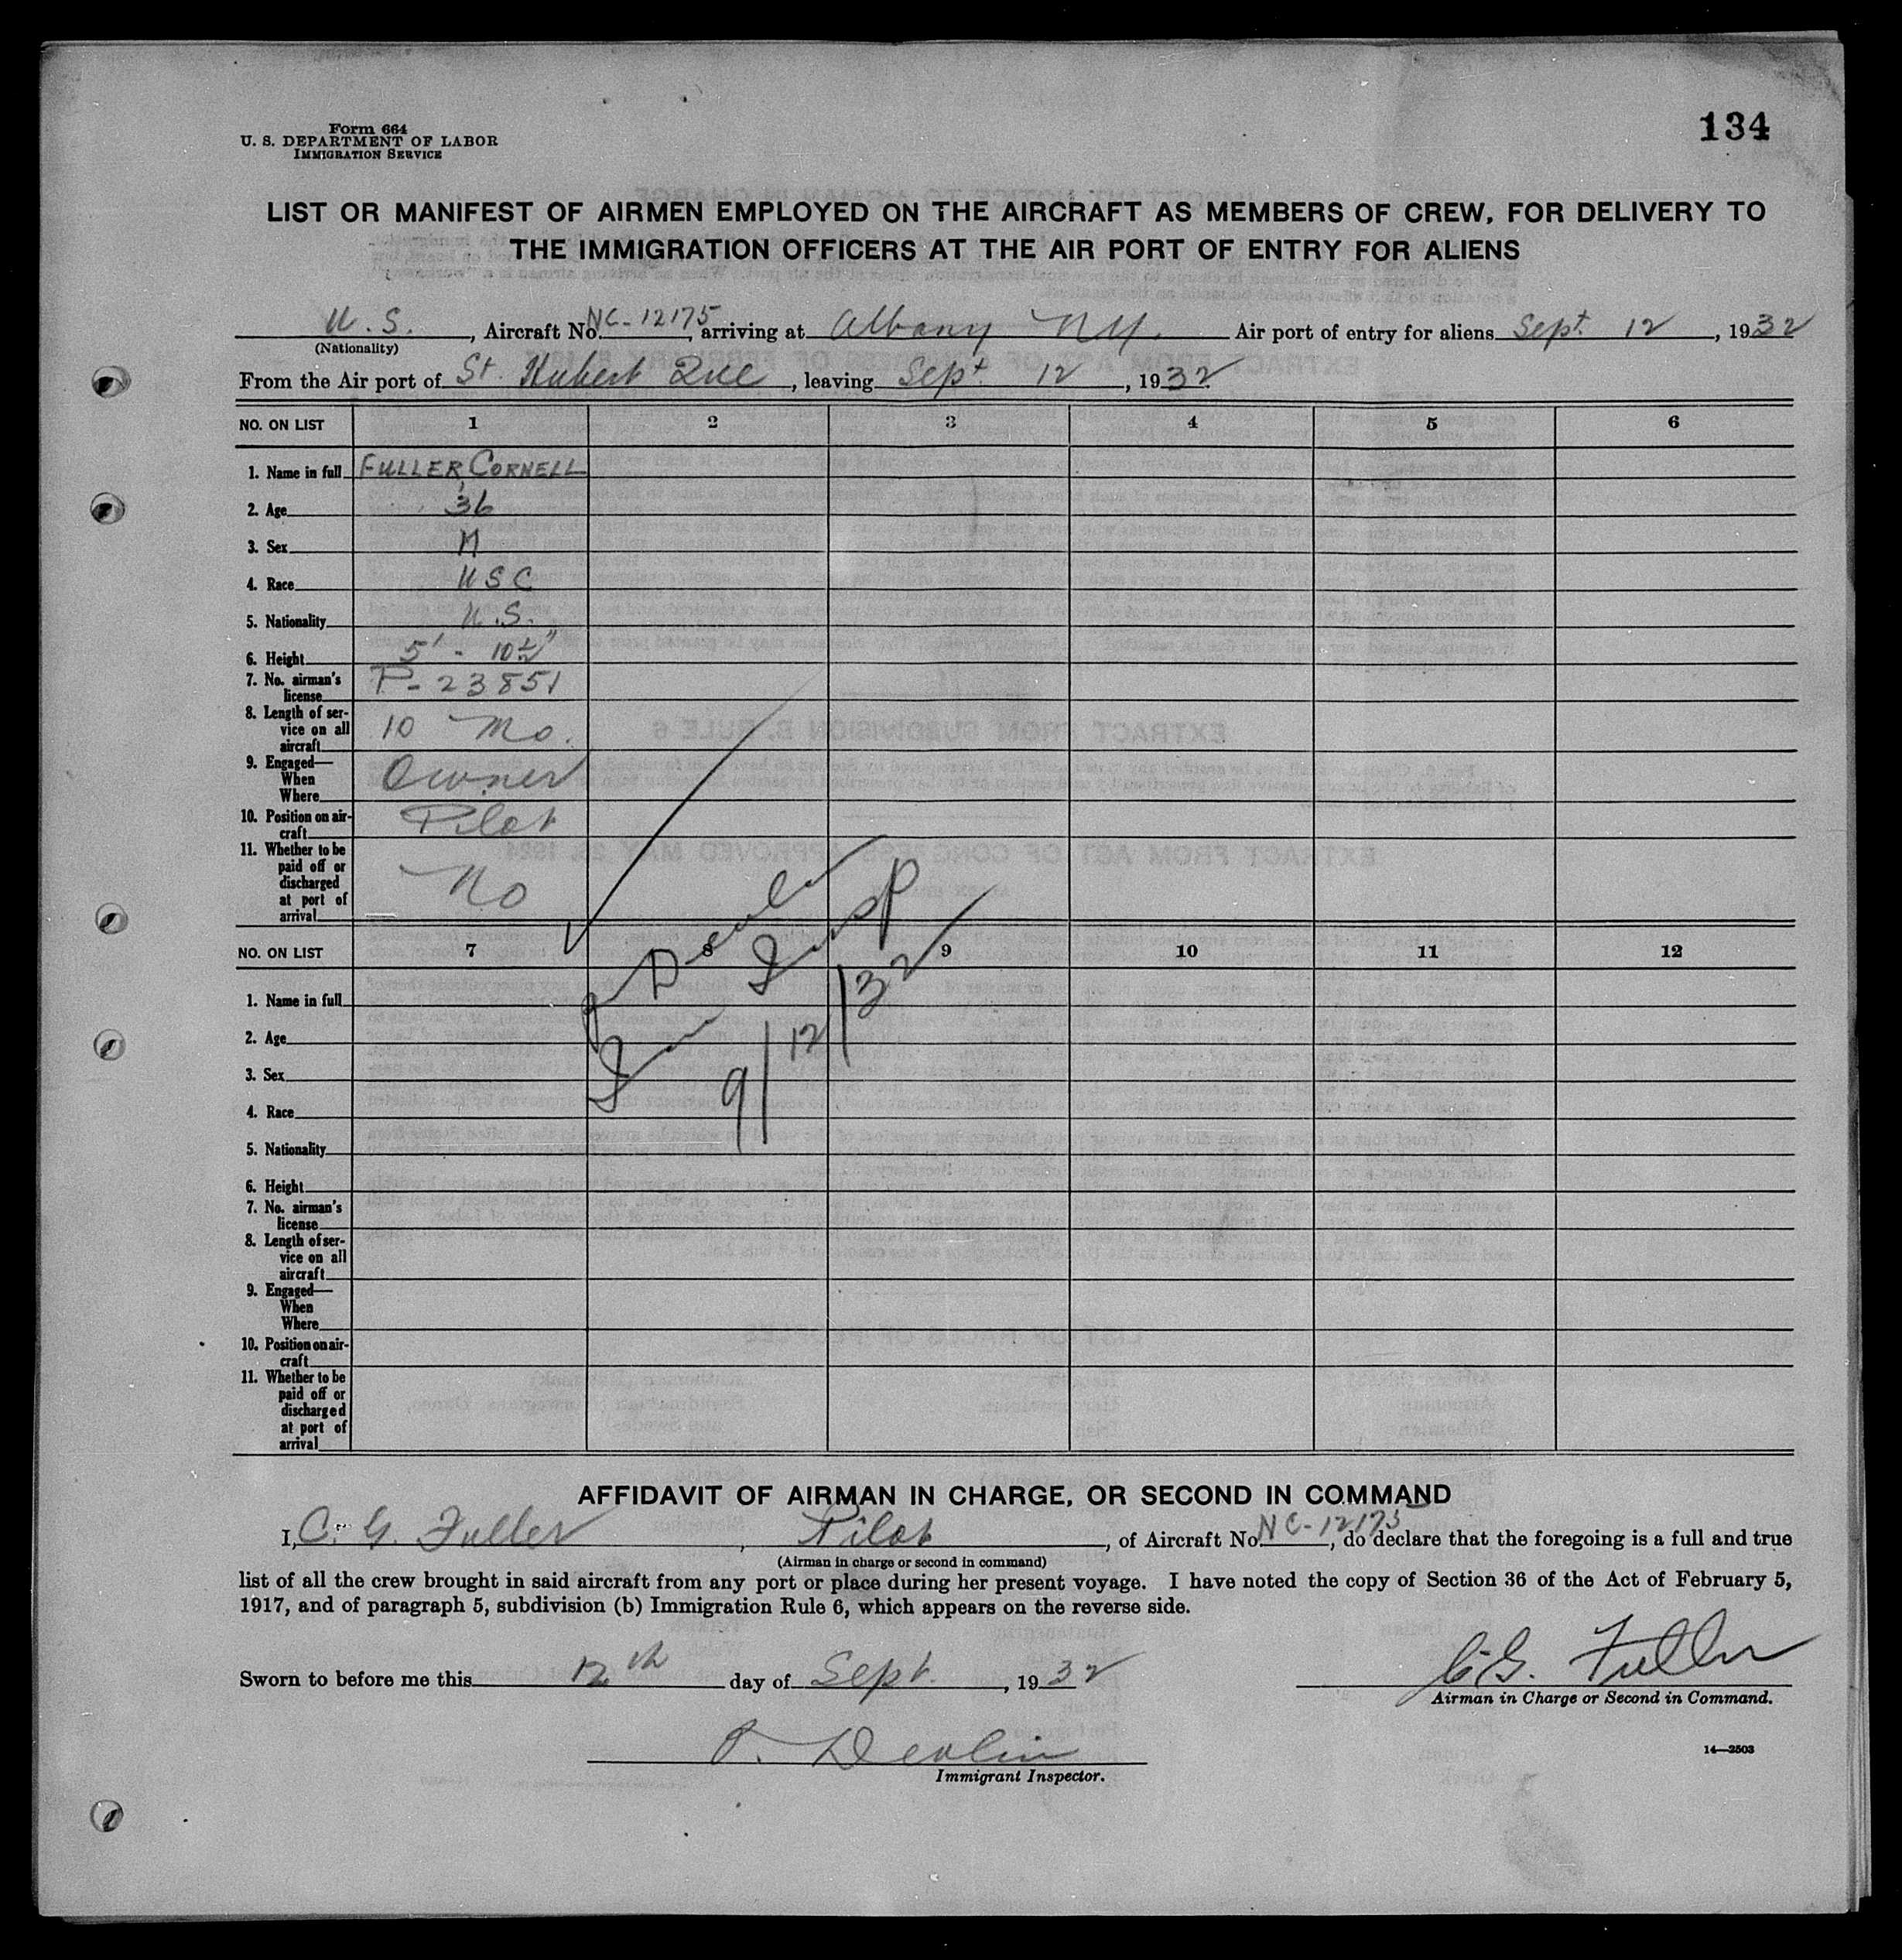 134
Form 664
U. S. DEPARTMENT OF LABOR
IMMIGRATION SERVICE
LIST OR MANIFEST OF AIRMEN EMPLOYED ON THE AIRCRAFT AS MEMBERS OF CREW, FOR DELIVERY TO
THE IMMIGRATION OFFICERS AT THE AIR PORT OF ENTRY FOR ALIENS
U. S., Aircraft No. NC-12175, arriving at Albany N.Y. Air port of entry for aliens Sept. 12, 1932
(Nationality)
From the Air port of St. Hubert Que, leaving Sept. 12, 1932
NO. ON LIST 1 2 3 4 5 6
1. Name in full FULLER, CORNELL
2. Age 36
3. Sex M
4. Race U S C
5. Nationality U.S.
6. Height 5' - 10½"
7. No. airman's
license P-23851
8. Length of ser-
vice on all
aircraft 10 Mo.
9. Engaged—
When
Where Owner
10. Position on air-
craft Pilot
11. Whether to be
paid off or
discharged
at port of
arrival No
P Devlin
Imm Insp
9/12/32
NO. ON LIST 7 8 9 10 11 12
1. Name in full
2. Age
3. Sex
4. Race
5. Nationality
6. Height
7. No. airman's
license
8. Length of ser-
vice on all
aircraft
9. Engaged—
When
Where
10. Position on air-
craft
11. Whether to be
paid off or
discharged
at port of
arrival
AFFIDAVIT OF AIRMAN IN CHARGE, OR SECOND IN COMMAND
I, C. G. Fuller, Pilot, of Aircraft No. NC-12175, do declare that the foregoing is a full and true
(Airman in charge or second in command)
list of all the crew brought in said aircraft from any port or place during her present voyage. I have noted the copy of Section 36 of the Act of February 5,
1917, and of paragraph 5, subdivision (b) Immigration Rule 6, which appears on the reverse side.
C. G. Fuller
Sworn to before me this 12th day of Sept., 1932
Airman in Charge or Second in Command.
P. Devlin
Immigrant Inspector.
14—2503